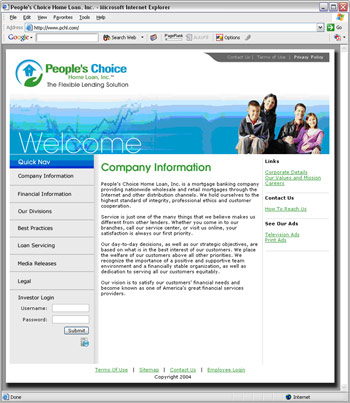 People's Choice Home Loan, Inc. - Microsoft Internet Explorer
File Edit View Favorites Tools Help
Address http://www.pchl.com/
Google Search Web PageRank AutoFill Options
Contact Us | Terms of Use | Privacy Policy
People's Choice
Home Loan, Inc.™
The Flexible Lending Solution
Welcome
Quick Nav
Company Information
Financial Information
Our Divisions
Best Practices
Loan Servicing
Media Releases
Legal
Investor Login
Username:
Password:
Submit
Company Information
People's Choice Home Loan, Inc. is a mortgage banking company
providing nationwide wholesale and retail mortgages through the
Internet and other distribution channels. We hold ourselves to the
highest standard of integrity, professional ethics and customer
cooperation.
Service is just one of the many things that we believe makes us
different from other lenders. Whether you come in to our
branches, call our service center, or visit us online, your
satisfaction is always our first priority.
Our day-to-day decisions, as well as our strategic objectives, are
based on what is in the best interest of our customers. We place
the welfare of our customers above all other priorities. We
recognize the importance of a positive and supportive team
environment and a financially stable organization, as well as
dedication to serving all our customers equitably.
Our vision is to satisfy our customers' financial needs and
become known as one of America's great financial services
providers.
Links
Corporate Details
Our Values and Mission
Careers
Contact Us
How To Reach Us
See Our Ads
Television Ads
Print Ads
Terms Of Use | Sitemap | Contact Us | Employee Login
Copyright 2004
Done
Internet